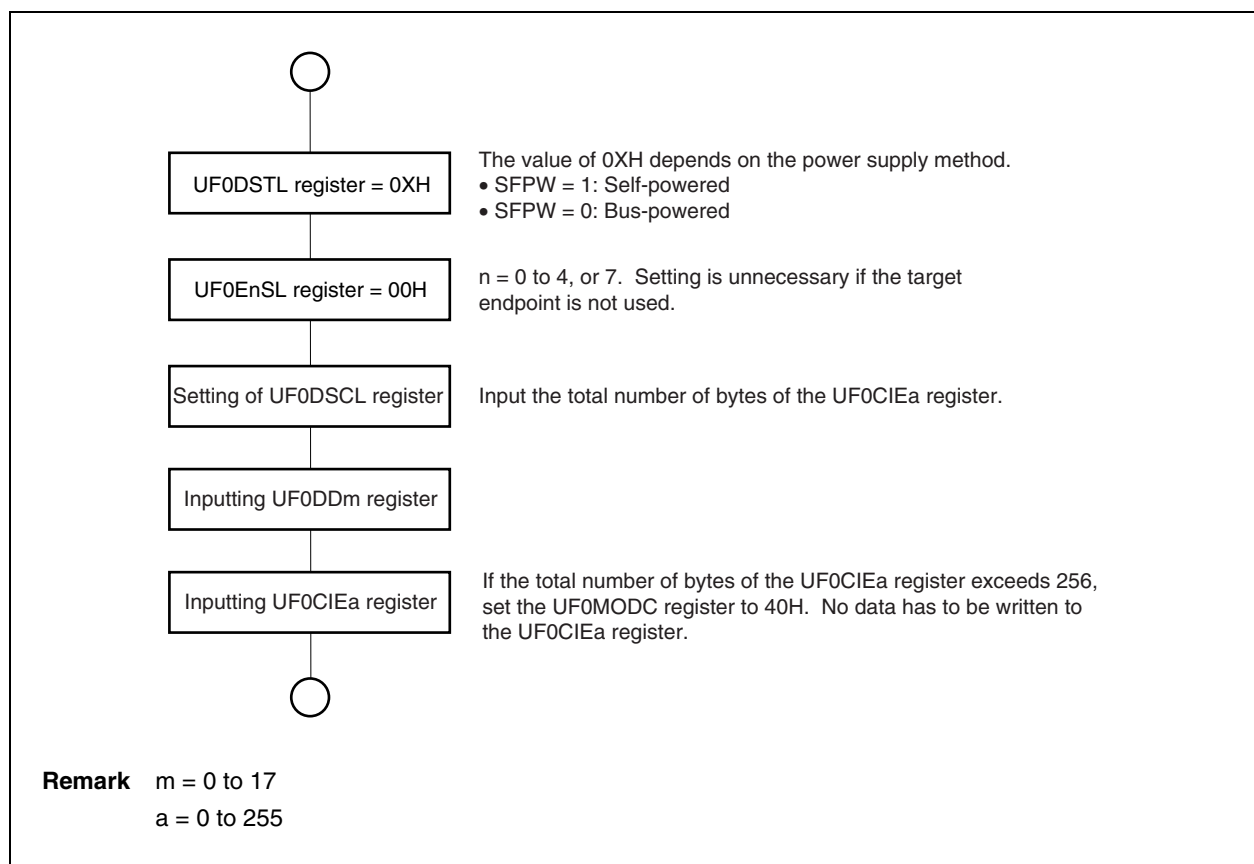 UF0DSTL register = 0XH
The value of 0XH depends on the power supply method.
• SFPW = 1: Self-powered
• SFPW = 0: Bus-powered
UF0EnSL register = 00H
n = 0 to 4, or 7. Setting is unnecessary if the target
endpoint is not used.
Setting of UF0DSCL register
Input the total number of bytes of the UF0CIEa register.
Inputting UF0DDm register
Inputting UF0CIEa register
If the total number of bytes of the UF0CIEa register exceeds 256,
set the UF0MODC register to 40H. No data has to be written to
the UF0CIEa register.
Remark m = 0 to 17
a = 0 to 255